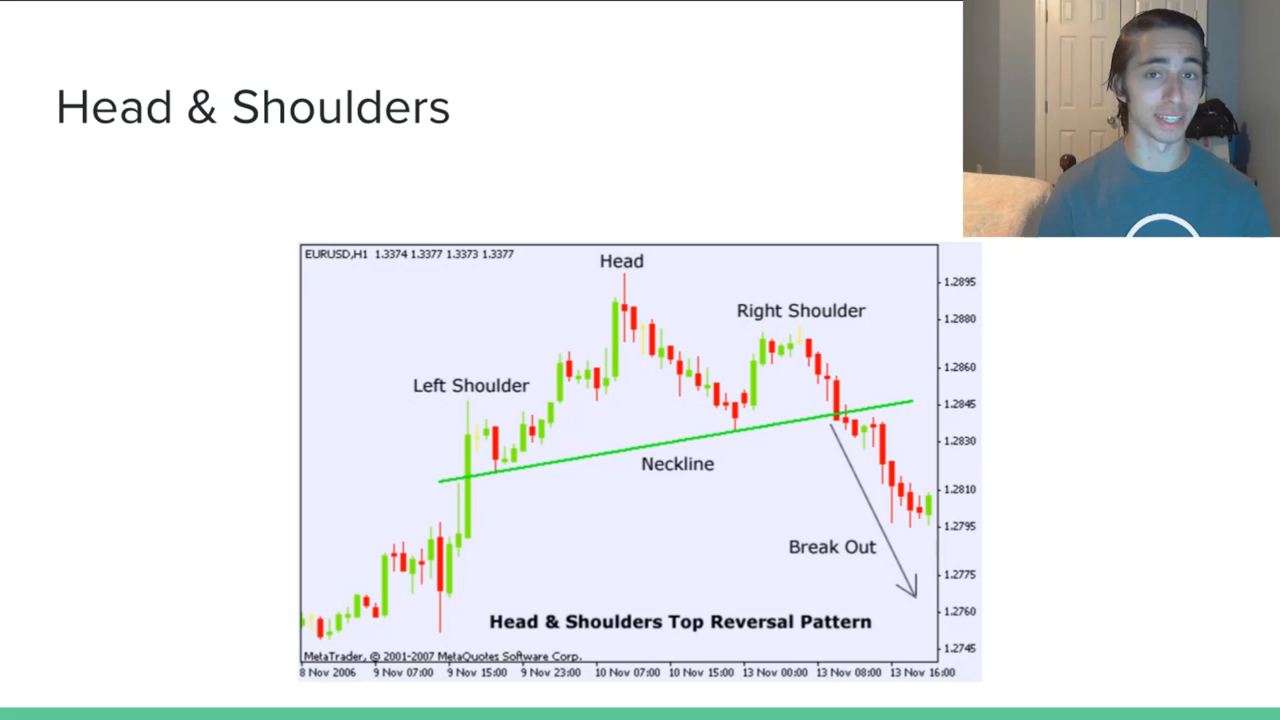 Head & Shoulders
EURUSD,H1 1.3374 1.3377 1.3373 1.3377
Head
1.2895
Right Shoulder
1.2880
1.2860
Left Shoulder
1.2845
1.2830
Neckline
1.2810
1.2795
Break Out
1.2775
1.2760
Head & Shoulders Top Reversal Pattern
1.2745
MetaTrader, © 2001-2007 MetaQuotes Software Corp.
8 Nov 2006 9 Nov 07:00 9 Nov 15:00 9 Nov 23:00 10 Nov 07:00 10 Nov 15:00 13 Nov 00:00 13 Nov 08:00 13 Nov 16:00